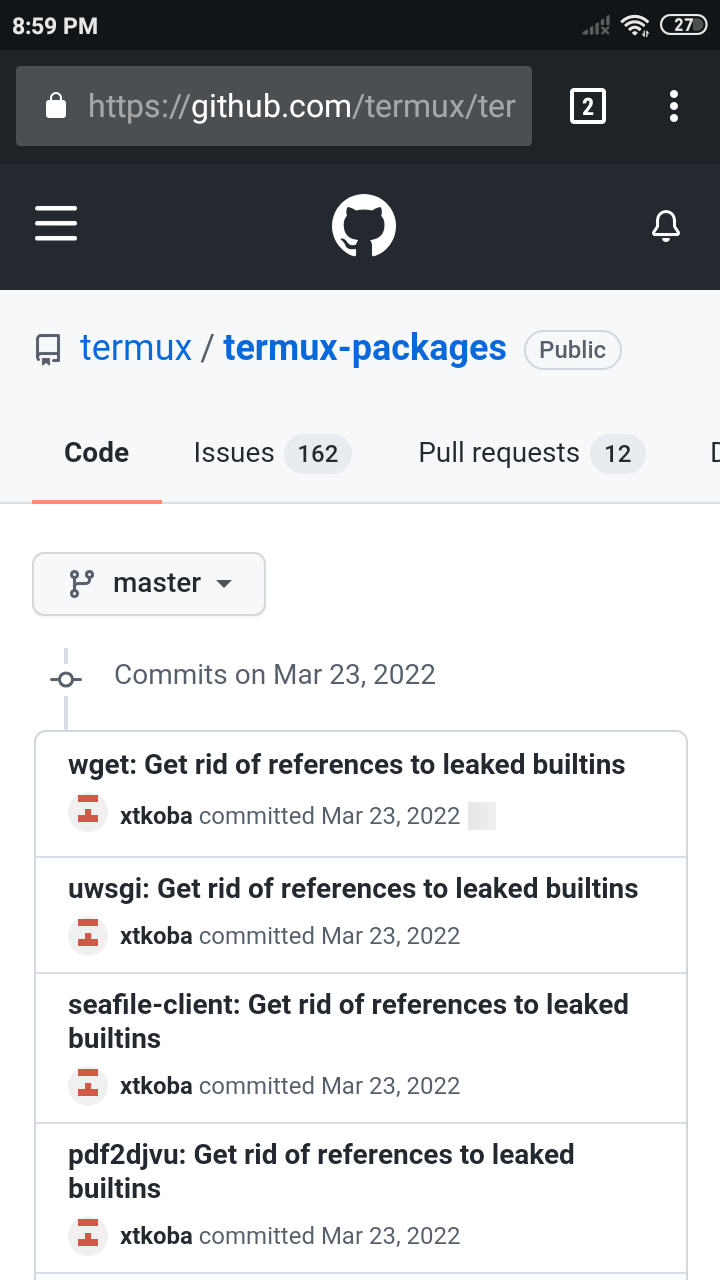 8:59 PM
27
https://github.com/termux/ter
2
termux / termux-packages Public
Code Issues 162 Pull requests 12
master
Commits on Mar 23, 2022
wget: Get rid of references to leaked builtins
xtkoba committed Mar 23, 2022
uwsgi: Get rid of references to leaked builtins
xtkoba committed Mar 23, 2022
seafile-client: Get rid of references to leaked
builtins
xtkoba committed Mar 23, 2022
pdf2djvu: Get rid of references to leaked
builtins
xtkoba committed Mar 23, 2022